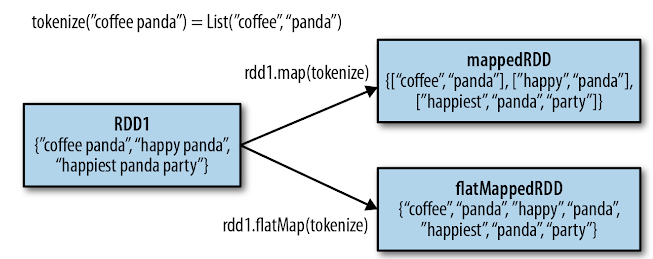 tokenize(”coffee panda”) = List(”coffee”, “panda”)
rdd1.map(tokenize)
mappedRDD
{[“coffee”, “panda”], [”happy”, “panda”],
[”happiest”, “panda”, “party”]}
RDD1
{”coffee panda”, “happy panda”,
“happiest panda party”}
rdd1.flatMap(tokenize)
flatMappedRDD
{“coffee”, “panda”, ”happy”, “panda”,
”happiest”, “panda”, “party”}